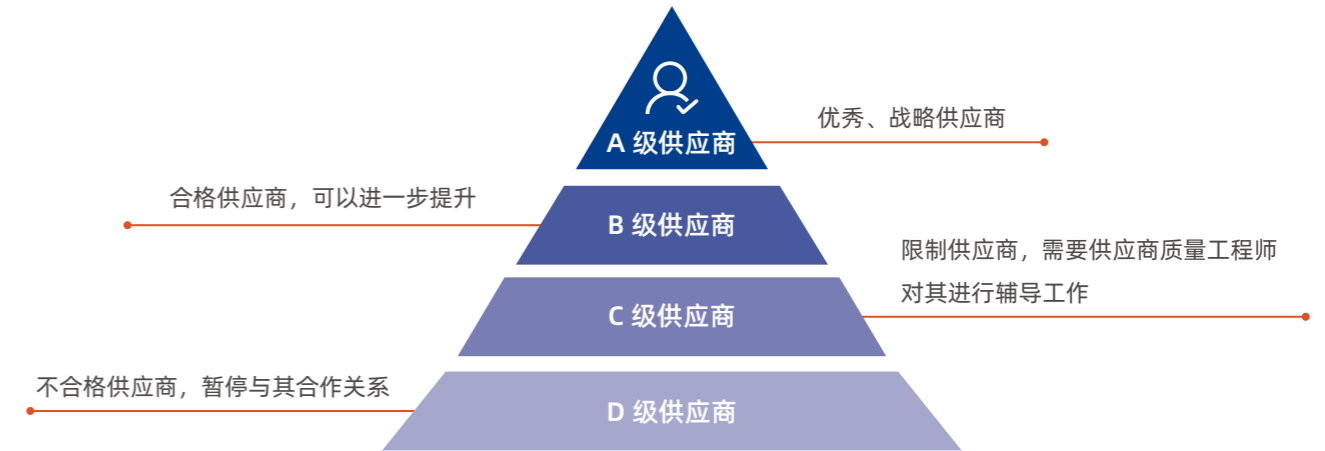 优秀、战略供应商
A 级供应商
合格供应商，可以进一步提升
B 级供应商
限制供应商，需要供应商质量工程师
对其进行辅导工作
C 级供应商
不合格供应商，暂停与其合作关系
D 级供应商